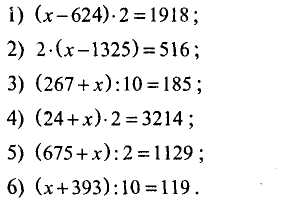 1) (x−624)·2=1918;
2) 2·(x−1325)=516;
3) (267+x):10=185;
4) (24+x)·2=3214;
5) (675+x):2=1129;
6) (x+393):10=119.